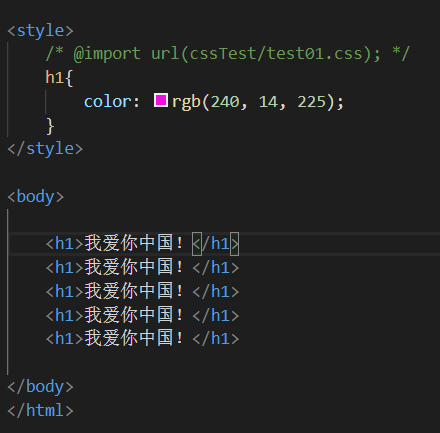 <style>
/* @import url(cssTest/test01.css); */
h1{
color: rgb(240, 14, 225);
}
</style>
<body>
<h1>我爱你中国！</h1>
<h1>我爱你中国！</h1>
<h1>我爱你中国！</h1>
<h1>我爱你中国！</h1>
<h1>我爱你中国！</h1>
</body>
</html>